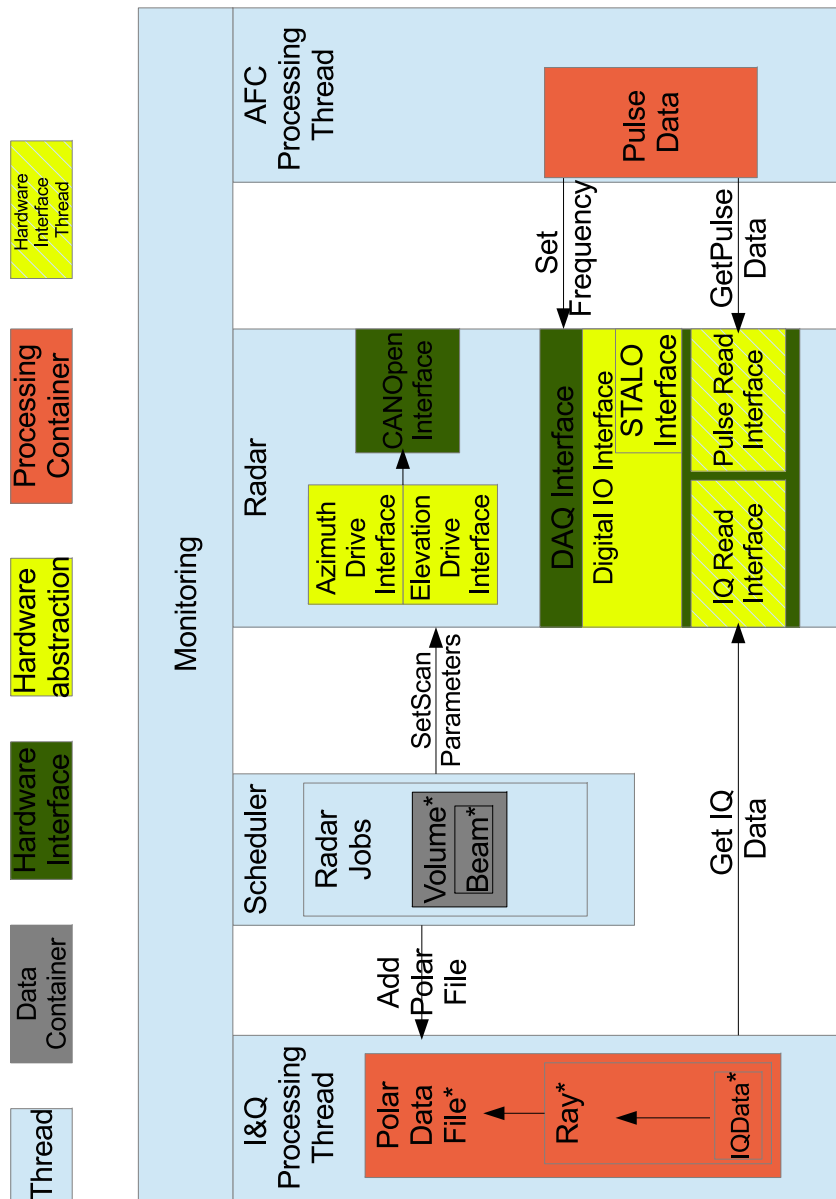 Thread
Data
Container
Hardware
Interface
Hardware
abstraction
Processing
Container
Hardware
Interface
Thread
Monitoring
I&Q
Processing
Thread
Polar
Data
File*
Ray*
IQData*
Add
Polar
File
Scheduler
Radar
Jobs
Volume*
Beam*
SetScan
Parameters
Get IQ
Data
Radar
Azimuth
Drive
Interface
Elevation
Drive
Interface
CANOpen
Interface
DAQ Interface
Digital IO Interface
STALO
Interface
IQ Read
Interface
Pulse Read
Interface
Set
Frequency
GetPulse
Data
AFC
Processing
Thread
Pulse
Data